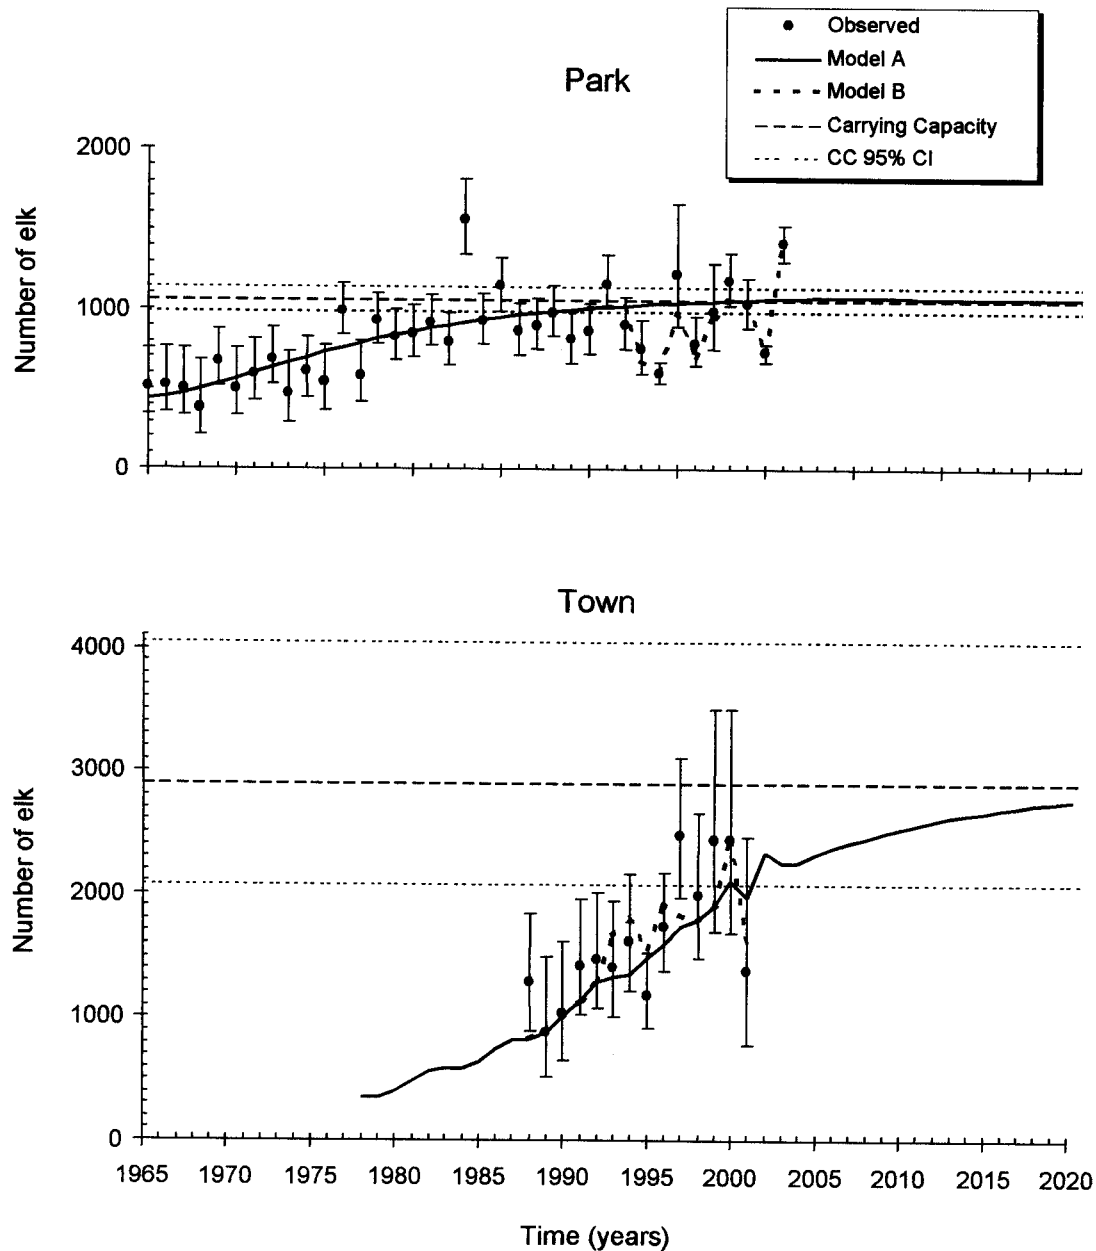 Observed
Model A
Model B
Carrying Capacity
CC 95% CI
Park
2000
1000
0
Number of elk
Town
4000
3000
2000
1000
0
Number of elk
1965 1970 1975 1980 1985 1990 1995 2000 2005 2010 2015 2020
Time (years)